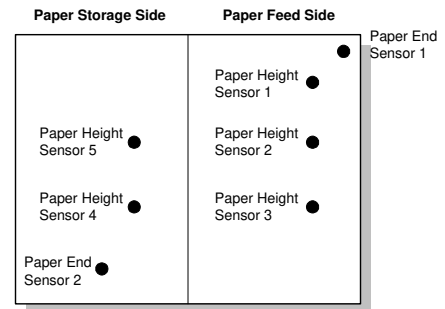 Paper Storage Side
Paper Feed Side
Paper End
Sensor 1
Paper Height
Sensor 1
Paper Height
Sensor 5
Paper Height
Sensor 2
Paper Height
Sensor 4
Paper Height
Sensor 3
Paper End
Sensor 2